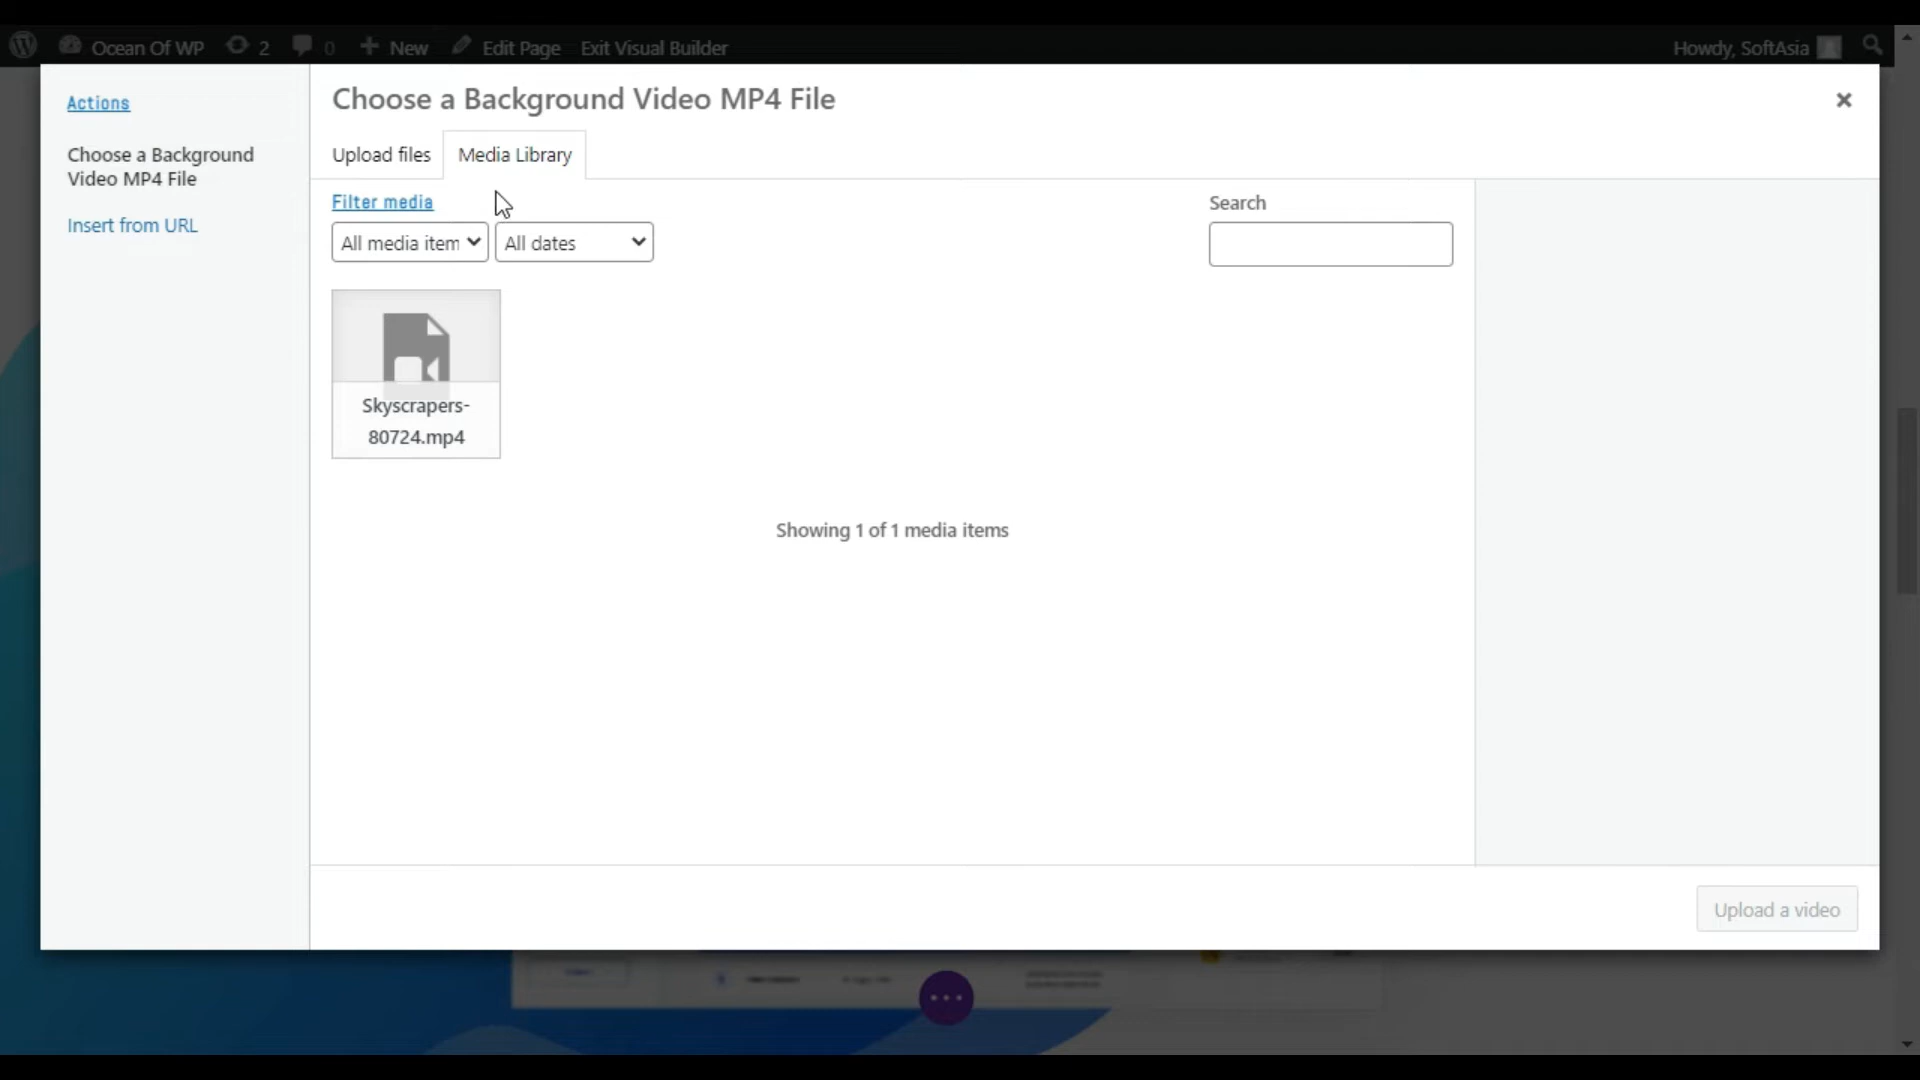 Ocean Of WP 2 0 New Edit Page Exit Visual Builder Howdy, SoftAsia
Actions
Choose a Background
Video MP4 File
Insert from URL
Choose a Background Video MP4 File
Upload files Media Library
Filter media
All media item All dates
Search
Skyscrapers-
80724.mp4
Showing 1 of 1 media items
Upload a video